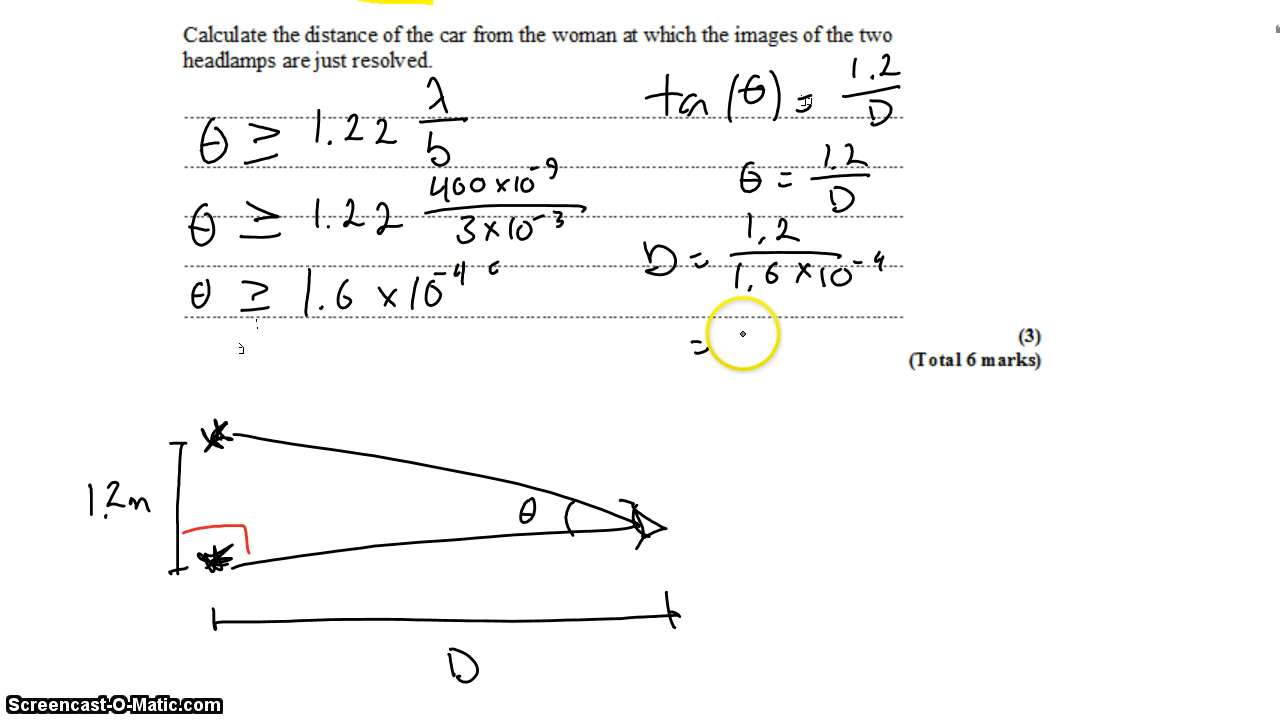 Calculate the distance of the car from the woman at which the images of the two
headlamps are just resolved.
θ ≥ 1.22 λ/b
θ ≥ 1.22 400×10⁻⁹/3×10⁻³
θ ≥ 1.6 ×10⁻⁴ ᶜ
tan(θ) = 1.2/D
θ = 1.2/D
D = 1.2/1.6 ×10⁻⁴
=
(3)
(Total 6 marks)
1.2m
θ
D
Screencast-O-Matic.com